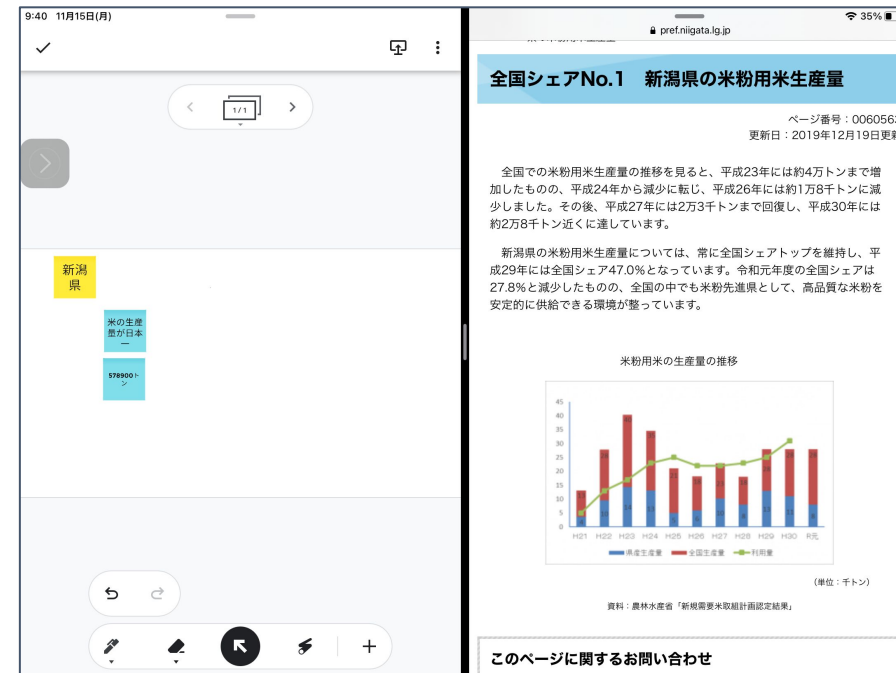 9:40 11月15日(月)
1/1
新潟
県
米の生産
量が日本
一
578900ト
ン
35%
pref.niigata.lg.jp
全国シェアNo.1 新潟県の米粉用米生産量
ページ番号：006056
更新日：2019年12月19日更新
全国での米粉用米生産量の推移を見ると、平成23年には約4万トンまで増
加したものの、平成24年から減少に転じ、平成26年には約1万8千トンに減
少しました。その後、平成27年には2万3千トンまで回復し、平成30年には
約2万8千トン近くに達しています。
新潟県の米粉用米生産量については、常に全国シェアトップを維持し、平
成29年には全国シェア47.0%となっています。令和元年度の全国シェアは
27.8%と減少したものの、全国の中でも米粉先進県として、高品質な米粉を
安定的に供給できる環境が整っています。
米粉用米の生産量の推移
45
40
35
30
25
20
15
10
5
0
H21 H22 H23 H24 H25 H26 H27 H28 H29 H30 R元
県産生産量 全国生産量 利用量
（単位：千トン）
資料：農林水産省「新規需要米取組計画認定結果」
このページに関するお問い合わせ